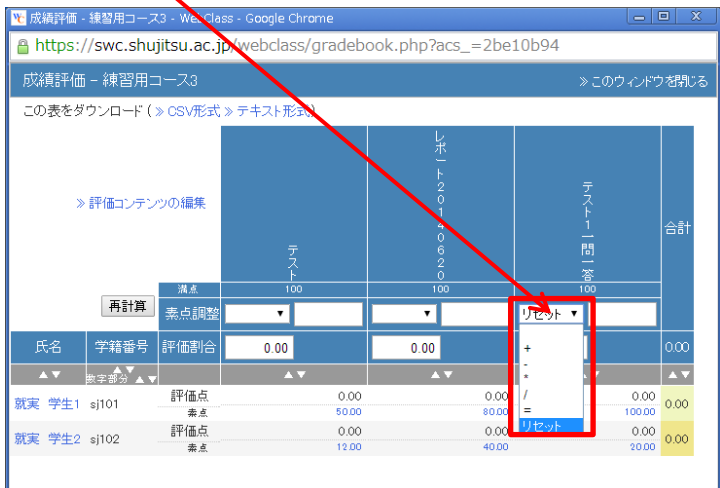 成績評価 - 練習用コース3 - WebClass - Google Chrome
https://swc.shujitsu.ac.jp/webclass/gradebook.php?acs_=2be10b94
成績評価 - 練習用コース3
»このウィンドウを閉じる
この表をダウンロード (» CSV形式 » テキスト形式)
» 評価コンテンツの編集
テスト
レポート20140620
テスト1一問一答
合計
満点 100 100 100
再計算 素点調整 リセット
+
-
*
/
=
リセット
氏名 学籍番号 評価割合 0.00 0.00 0.00
数字部分
就実 学生1 sj101 評価点 0.00 0.00 0.00 0.00
素点 50.00 80.00 100.00
就実 学生2 sj102 評価点 0.00 0.00 0.00 0.00
素点 12.00 40.00 20.00